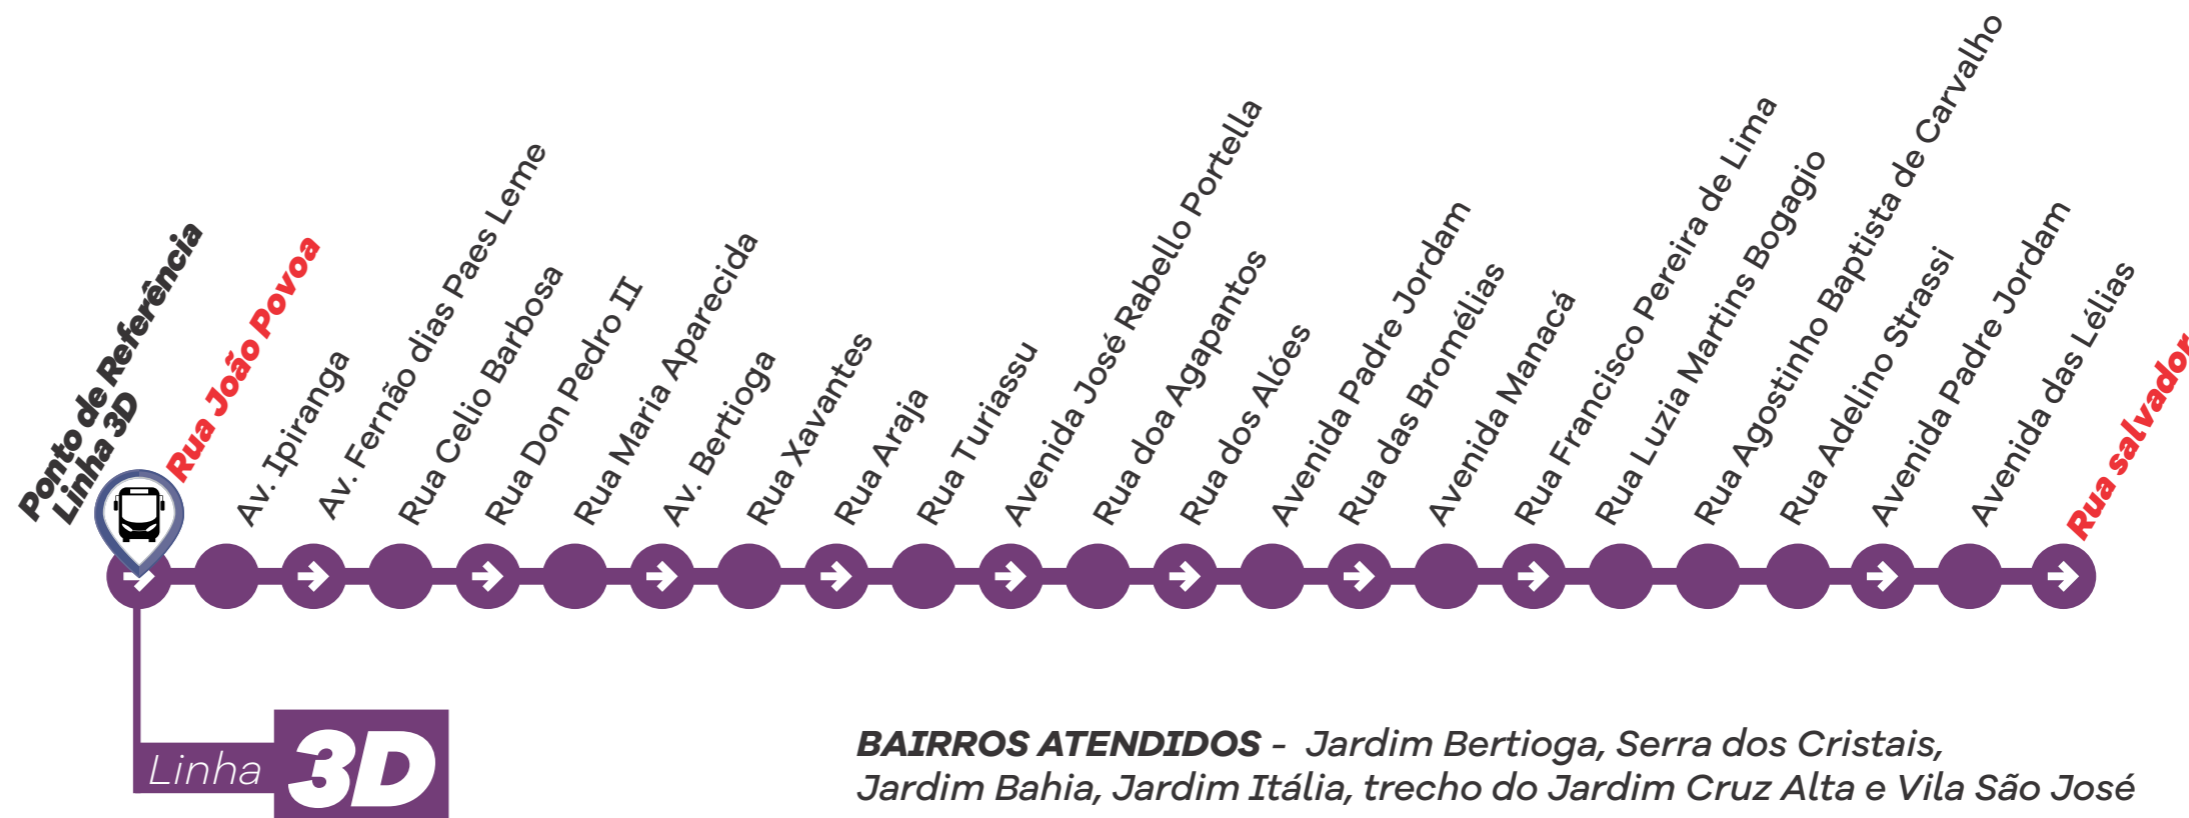 Ponto de Referência
Linha 3D
Rua João Povoa
Av. Ipiranga
Av. Fernão dias Paes Leme
Rua Celio Barbosa
Rua Don Pedro II
Rua Maria Aparecida
Av. Bertioga
Rua Xavantes
Rua Araja
Rua Turiassu
Avenida José Rabello Portella
Rua doa Agapantos
Rua dos Alóes
Avenida Padre Jordam
Rua das Bromélias
Avenida Manacá
Rua Francisco Pereira de Lima
Rua Luzia Martins Bogagio
Rua Agostinho Baptista de Carvalho
Rua Adelino Strassi
Avenida Padre Jordam
Avenida das Lélias
Rua salvador
Linha 3D
BAIRROS ATENDIDOS - Jardim Bertioga, Serra dos Cristais,
Jardim Bahia, Jardim Itália, trecho do Jardim Cruz Alta e Vila São José